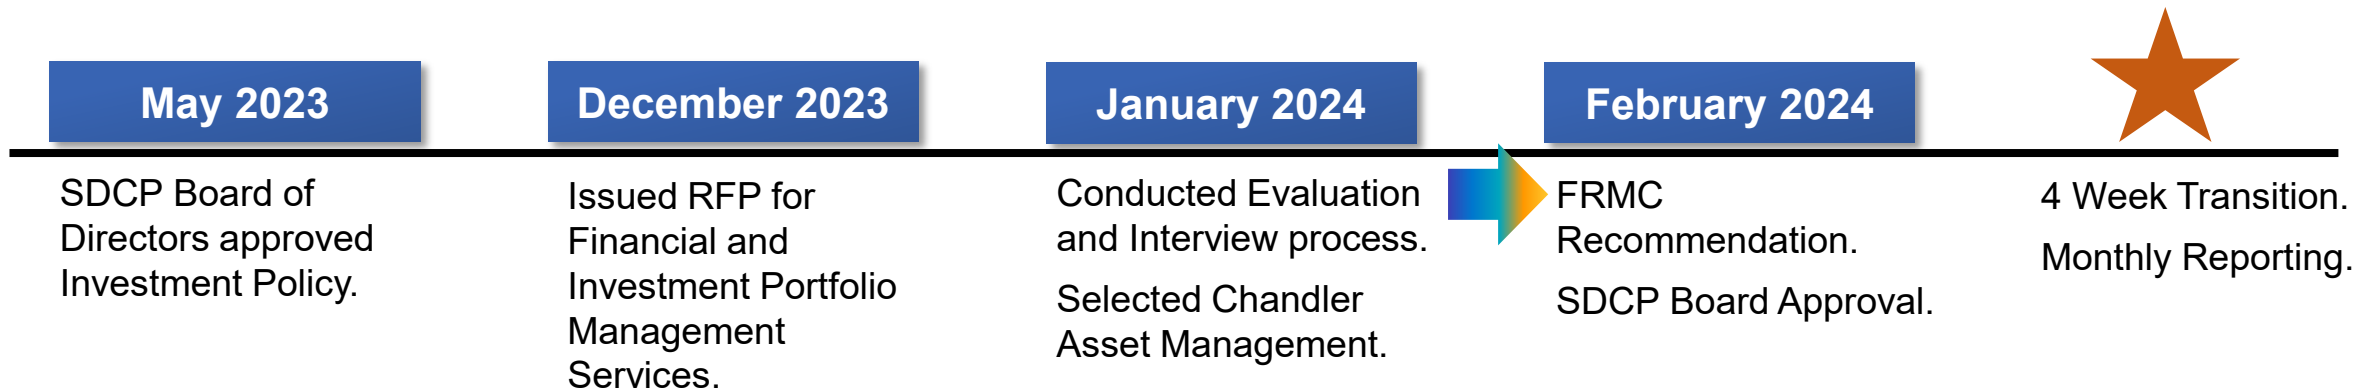 May 2023
SDCP Board of
Directors approved
Investment Policy.
December 2023
Issued RFP for
Financial and
Investment Portfolio
Management
Services.
January 2024
Conducted Evaluation
and Interview process.
Selected Chandler
Asset Management.
February 2024
FRMC
Recommendation.
SDCP Board Approval.
4 Week Transition.
Monthly Reporting.